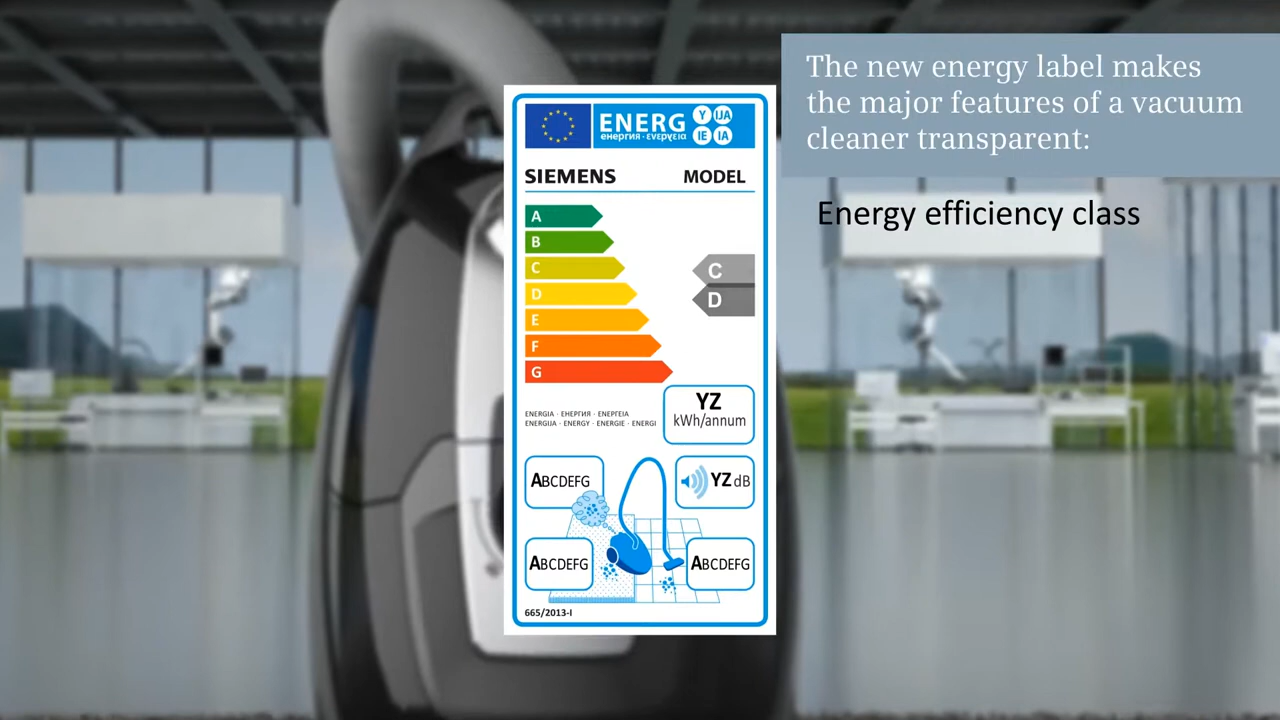 The new energy label makes
the major features of a vacuum
cleaner transparent:
Energy efficiency class
ENERG
енергия · ενεργεια
Y IJA
IE IA
SIEMENS MODEL
A
B
C
D
E
F
G
C
D
YZ
kWh/annum
ENERGIA · ЕНЕРГИЯ · ΕΝΕΡΓΕΙΑ
ENERGIJA · ENERGY · ENERGIE · ENERGI
ABCDEFG
YZ dB
ABCDEFG
ABCDEFG
665/2013-I